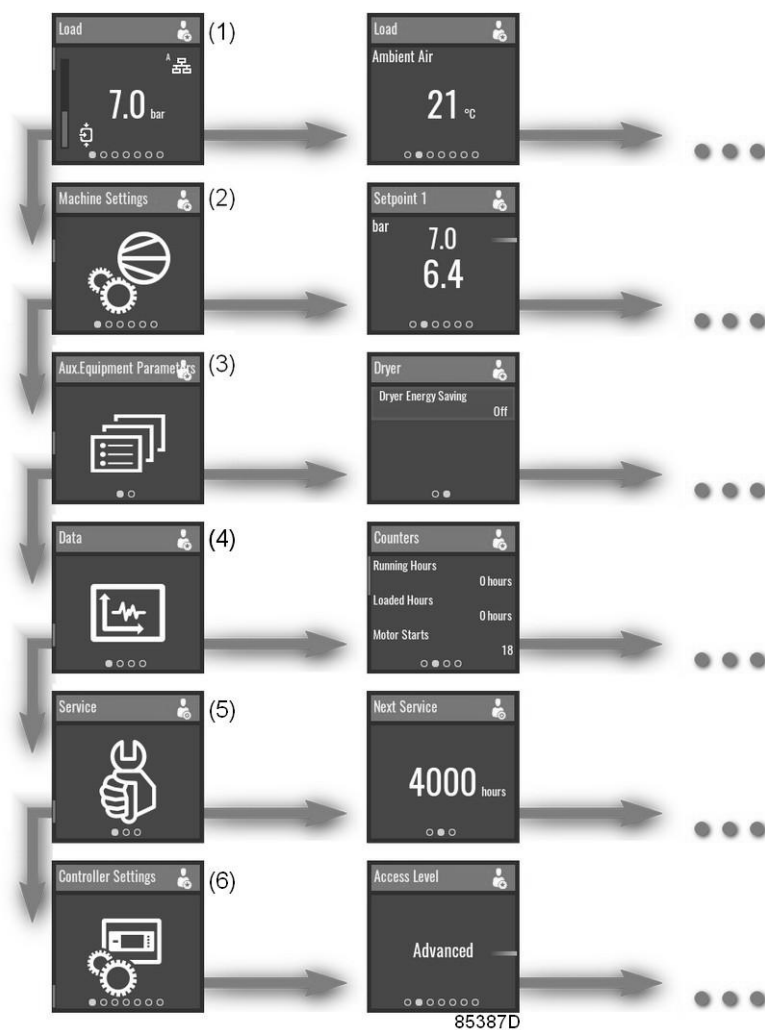 Load
(1)
A
7.0 bar
Load
Ambient Air
21 °C
Machine Settings
(2)
Setpoint 1
bar
7.0
6.4
Aux.Equipment Parameters
(3)
Dryer
Dryer Energy Saving
Off
Data
(4)
Counters
Running Hours
0 hours
Loaded Hours
0 hours
Motor Starts
18
Service
(5)
Next Service
4000 hours
Controller Settings
(6)
Access Level
Advanced
85387D